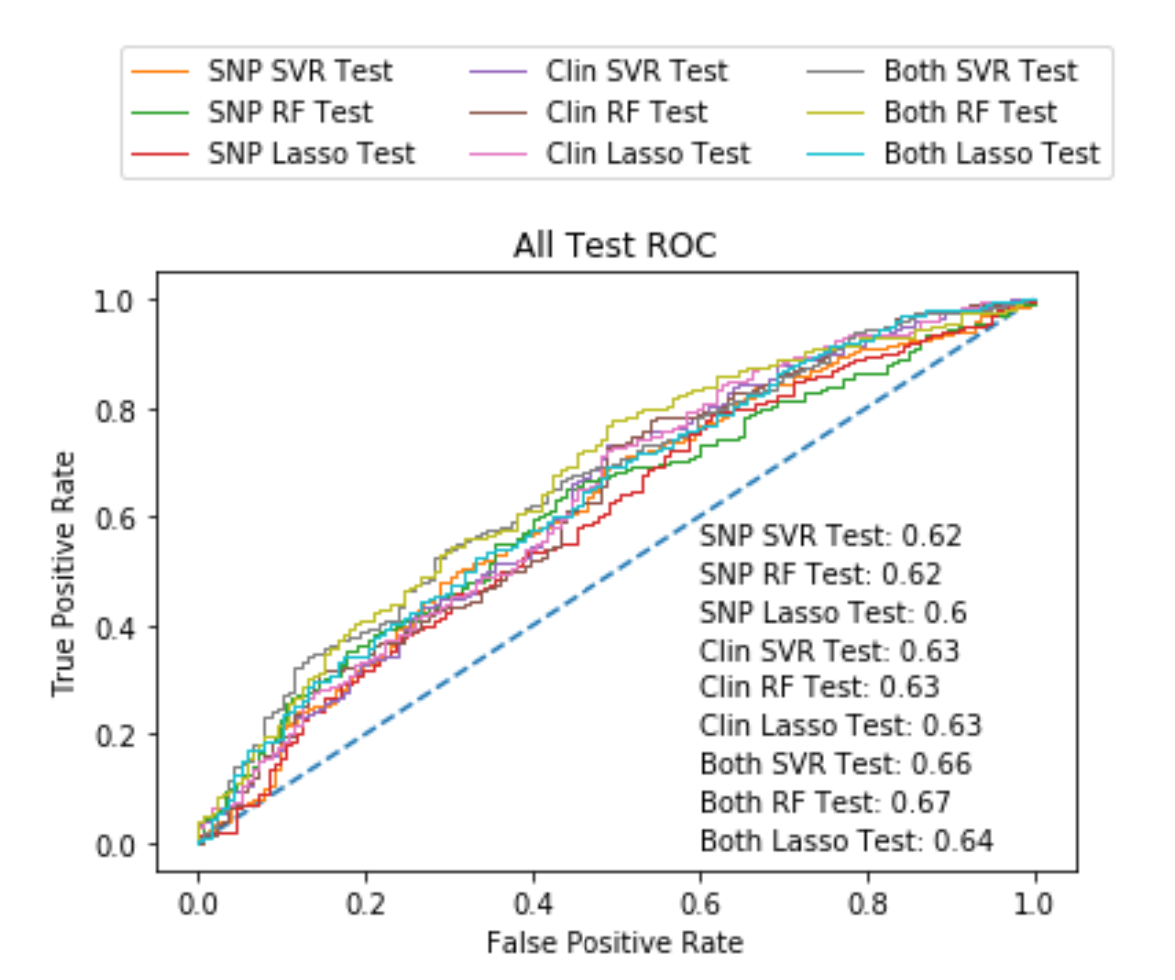 SNP SVR Test Clin SVR Test Both SVR Test
SNP RF Test Clin RF Test Both RF Test
SNP Lasso Test Clin Lasso Test Both Lasso Test
All Test ROC
1.0
0.8
0.6
0.4
0.2
0.0
True Positive Rate
SNP SVR Test: 0.62
SNP RF Test: 0.62
SNP Lasso Test: 0.6
Clin SVR Test: 0.63
Clin RF Test: 0.63
Clin Lasso Test: 0.63
Both SVR Test: 0.66
Both RF Test: 0.67
Both Lasso Test: 0.64
0.0 0.2 0.4 0.6 0.8 1.0
False Positive Rate